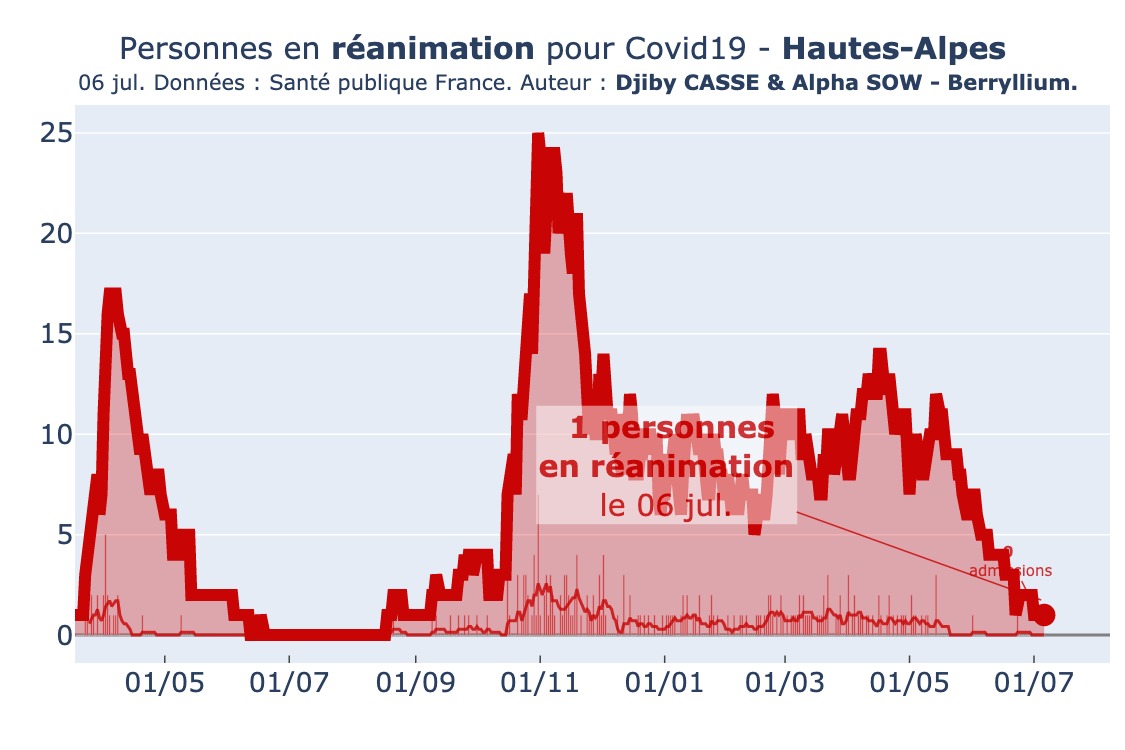 Personnes en réanimation pour Covid19 - Hautes-Alpes
06 jul. Données : Santé publique France. Auteur : Djiby CASSE & Alpha SOW - Berryllium.
25
20
15
10
5
0
1 personnes
en réanimation
le 06 jul.
0
admissions
01/05
01/07
01/09
01/11
01/01
01/03
01/05
01/07